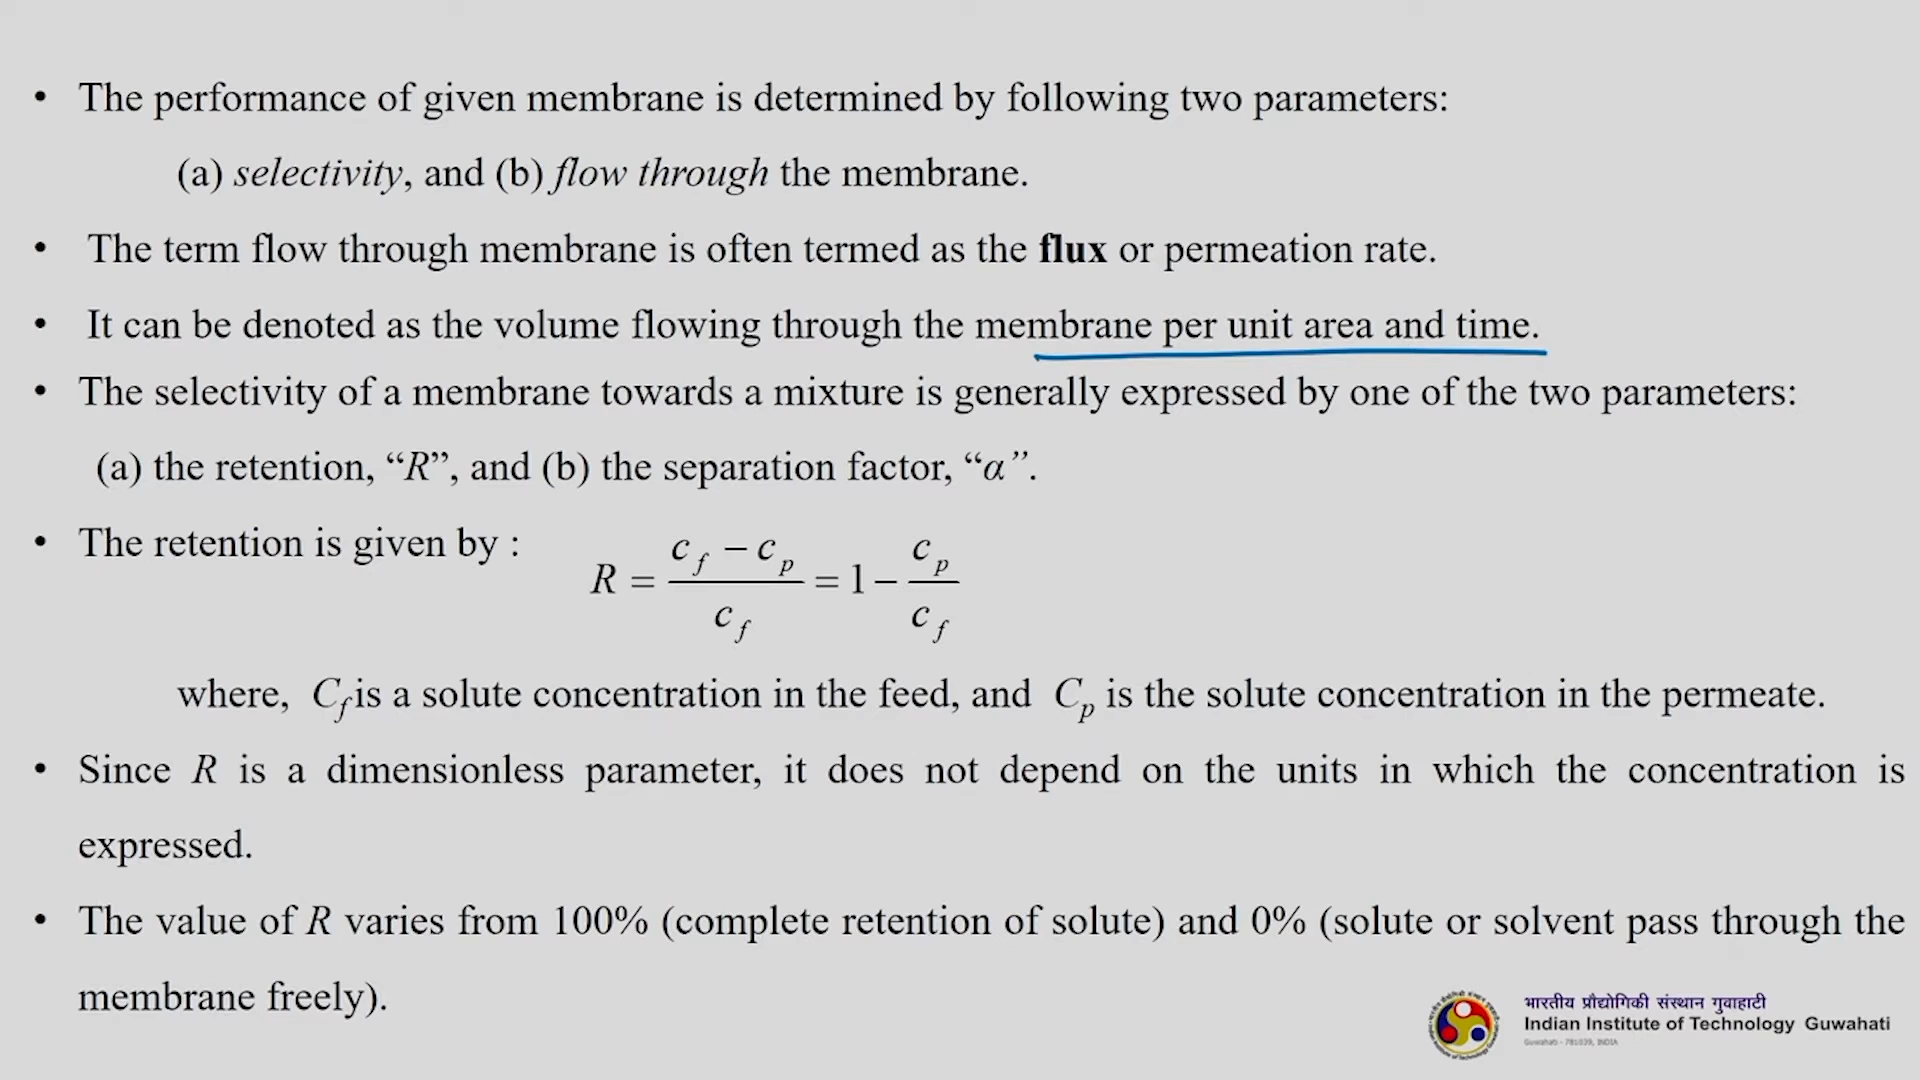 • The performance of given membrane is determined by following two parameters:
(a) selectivity, and (b) flow through the membrane.
• The term flow through membrane is often termed as the flux or permeation rate.
• It can be denoted as the volume flowing through the membrane per unit area and time.
• The selectivity of a membrane towards a mixture is generally expressed by one of the two parameters:
(a) the retention, “R”, and (b) the separation factor, “α”.
• The retention is given by : R = (c_f − c_p) / c_f = 1 − c_p / c_f
where, C_f is a solute concentration in the feed, and C_p is the solute concentration in the permeate.
• Since R is a dimensionless parameter, it does not depend on the units in which the concentration is
expressed.
• The value of R varies from 100% (complete retention of solute) and 0% (solute or solvent pass through the
membrane freely).
भारतीय प्रौद्योगिकी संस्थान गुवाहाटी
Indian Institute of Technology Guwahati
Guwahati - 781039, INDIA